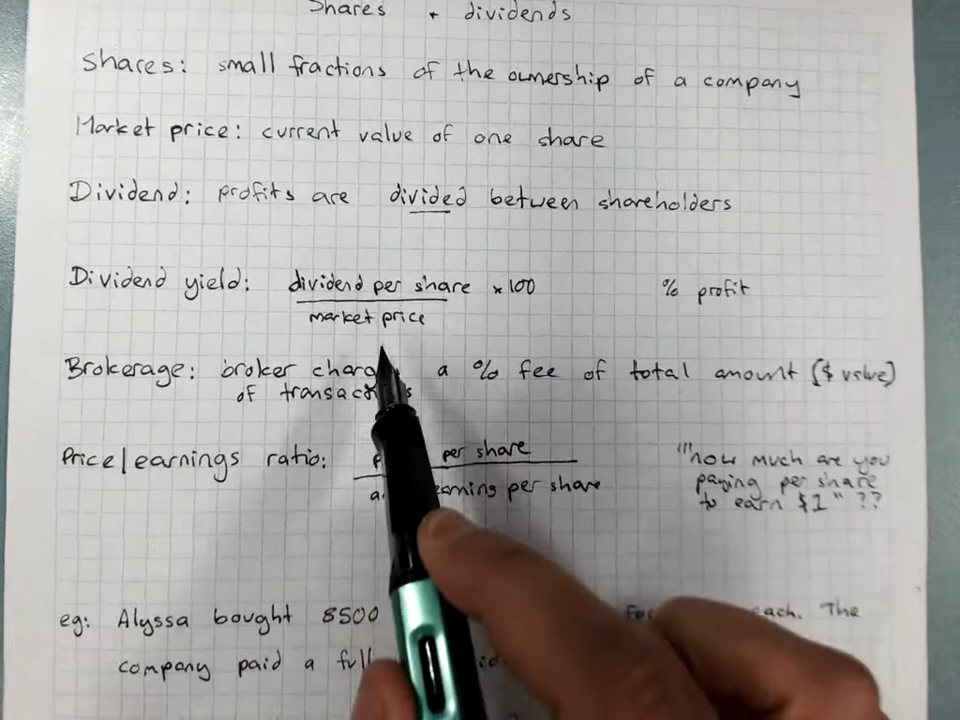 Shares + dividends
Shares: small fractions of the ownership of a company
Market price: current value of one share
Dividend: profits are divided between shareholders
Dividend yield: dividend per share × 100 % profit
market price
Brokerage: broker a % fee of total amount ($ value)
of
Price/earnings ratio: per share "how much are you
earning per share paying per share
to earn $1" ??
eg: Alyssa bought 8500 each. The
company paid a